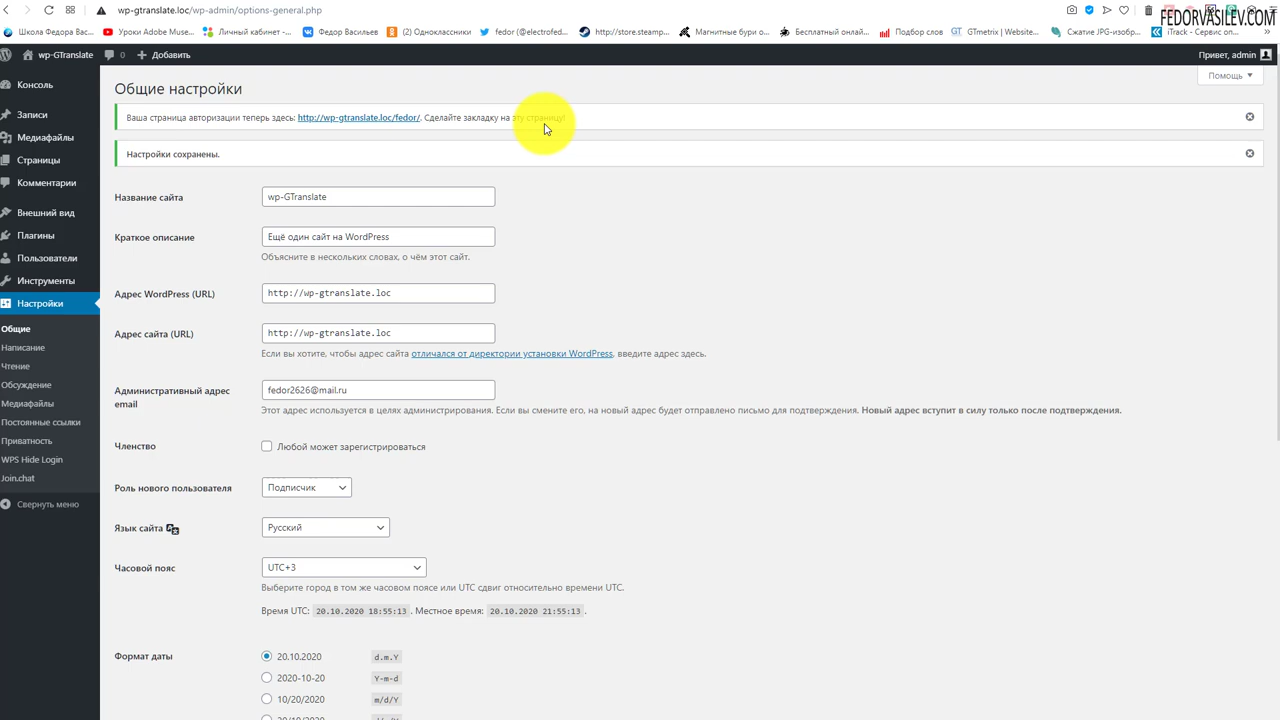 wp-gtranslate.loc/wp-admin/options-general.php
FEDORVASILEV.COM
Школа Федора Вас...
Уроки Adobe Muse...
Личный кабинет -...
Федор Васильев
(2) Одноклассники
fedor (@electrofed...
http://store.steamp...
Магнитные бури о...
Бесплатный онлай...
Подбор слов
GTmetrix | Website...
Сжатие JPG-изобр...
iTrack - Сервис оп...
wp-GTranslate
0
Добавить
Привет, admin
Консоль
Записи
Медиафайлы
Страницы
Комментарии
Внешний вид
Плагины
Пользователи
Инструменты
Настройки
Общие
Написание
Чтение
Обсуждение
Медиафайлы
Постоянные ссылки
Приватность
WPS Hide Login
Join.chat
Свернуть меню
Помощь
Общие настройки
Ваша страница авторизации теперь здесь: http://wp-gtranslate.loc/fedor/. Сделайте закладку на эту страницу!
Настройки сохранены.
Название сайта
wp-GTranslate
Краткое описание
Ещё один сайт на WordPress
Объясните в нескольких словах, о чём этот сайт.
Адрес WordPress (URL)
http://wp-gtranslate.loc
Адрес сайта (URL)
http://wp-gtranslate.loc
Если вы хотите, чтобы адрес сайта отличался от директории установки WordPress, введите адрес здесь.
Административный адрес
email
fedor2626@mail.ru
Этот адрес используется в целях администрирования. Если вы смените его, на новый адрес будет отправлено письмо для подтверждения. Новый адрес вступит в силу только после подтверждения.
Членство
Любой может зарегистрироваться
Роль нового пользователя
Подписчик
Язык сайта
Русский
Часовой пояс
UTC+3
Выберите город в том же часовом поясе или UTC сдвиг относительно времени UTC.
Время UTC: 20.10.2020 18:55:13. Местное время: 20.10.2020 21:55:13.
Формат даты
20.10.2020 d.m.Y
2020-10-20 Y-m-d
10/20/2020 m/d/Y